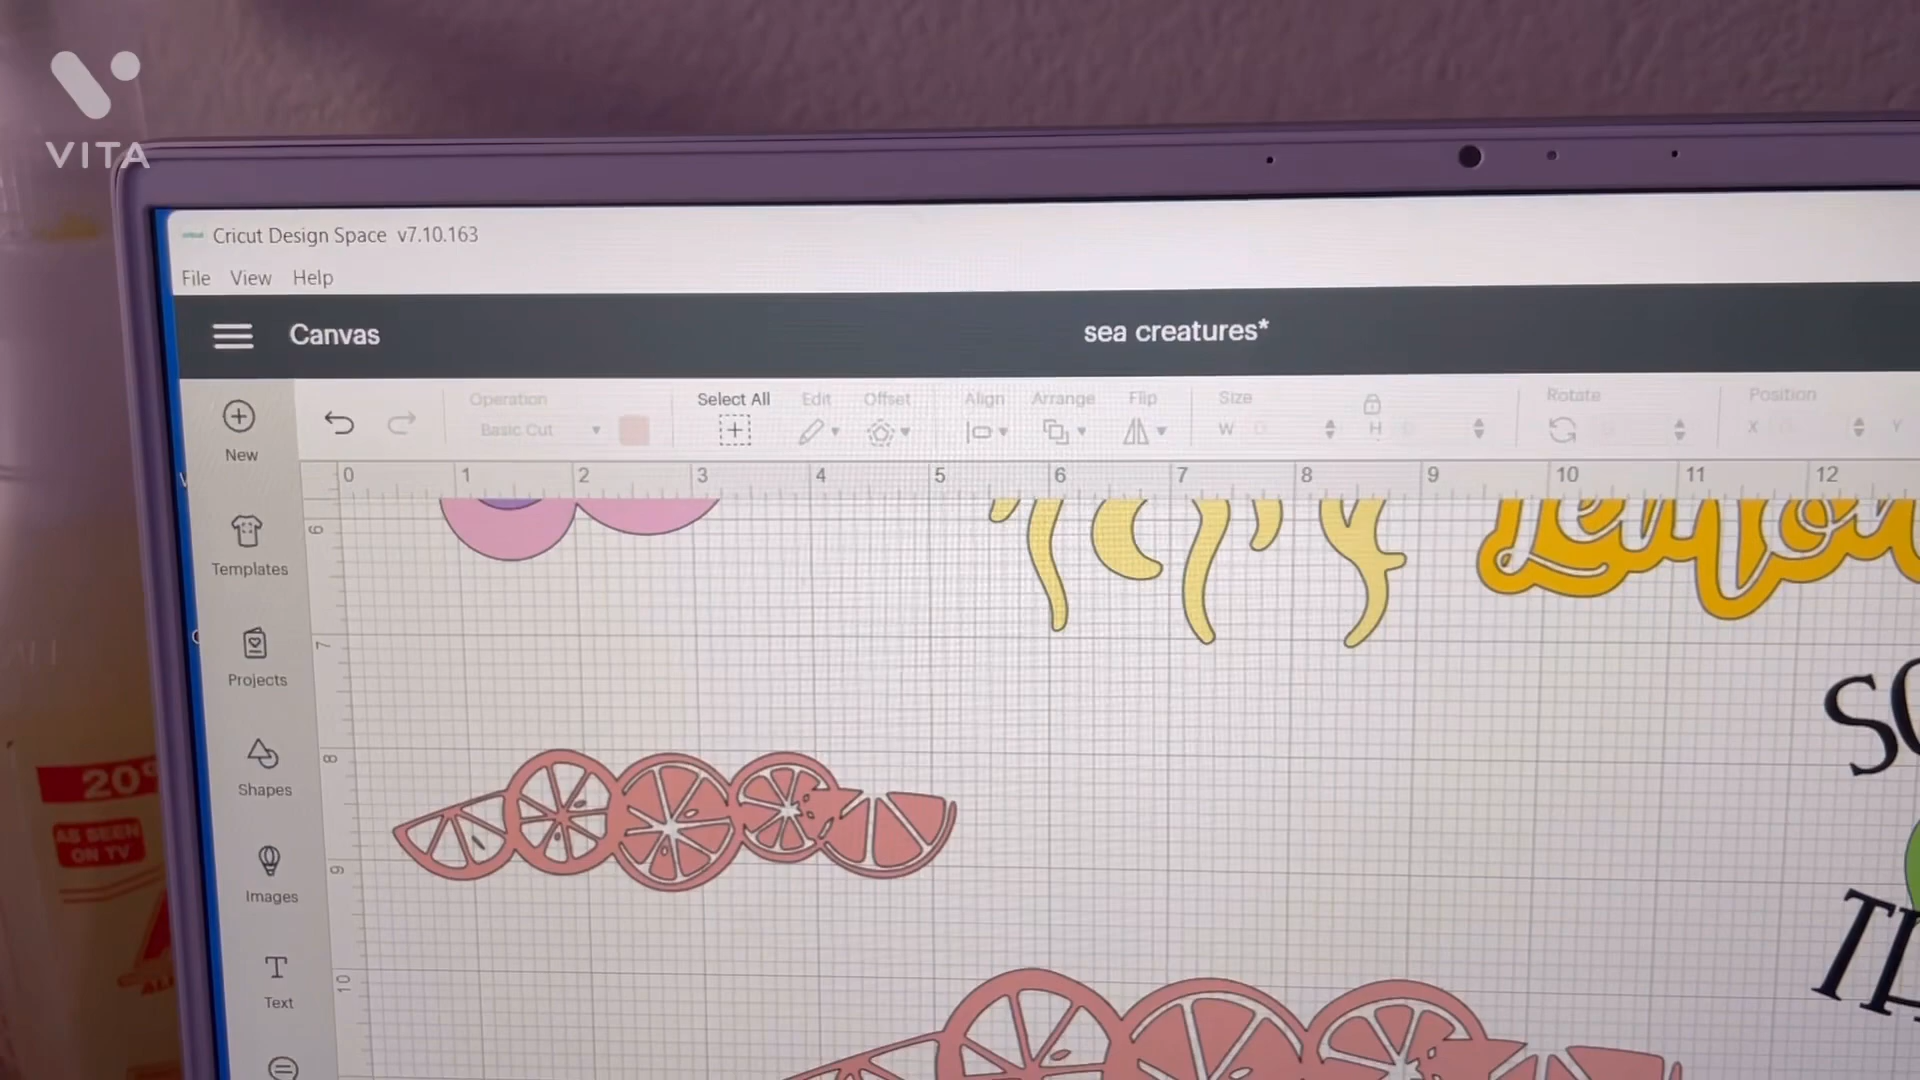 VITA
Cricut Design Space v7.10.163
File View Help
Canvas
sea creatures*
Operation
Basic Cut
Select All
Edit
Offset
Align
Arrange
Flip
Size
W
H
Rotate
Position
X
Y
0 1 2 3 4 5 6 7 8 9 10 11 12
6
7
8
9
10
New
Templates
Projects
Shapes
Images
Text
20
AS SEEN
ON TV